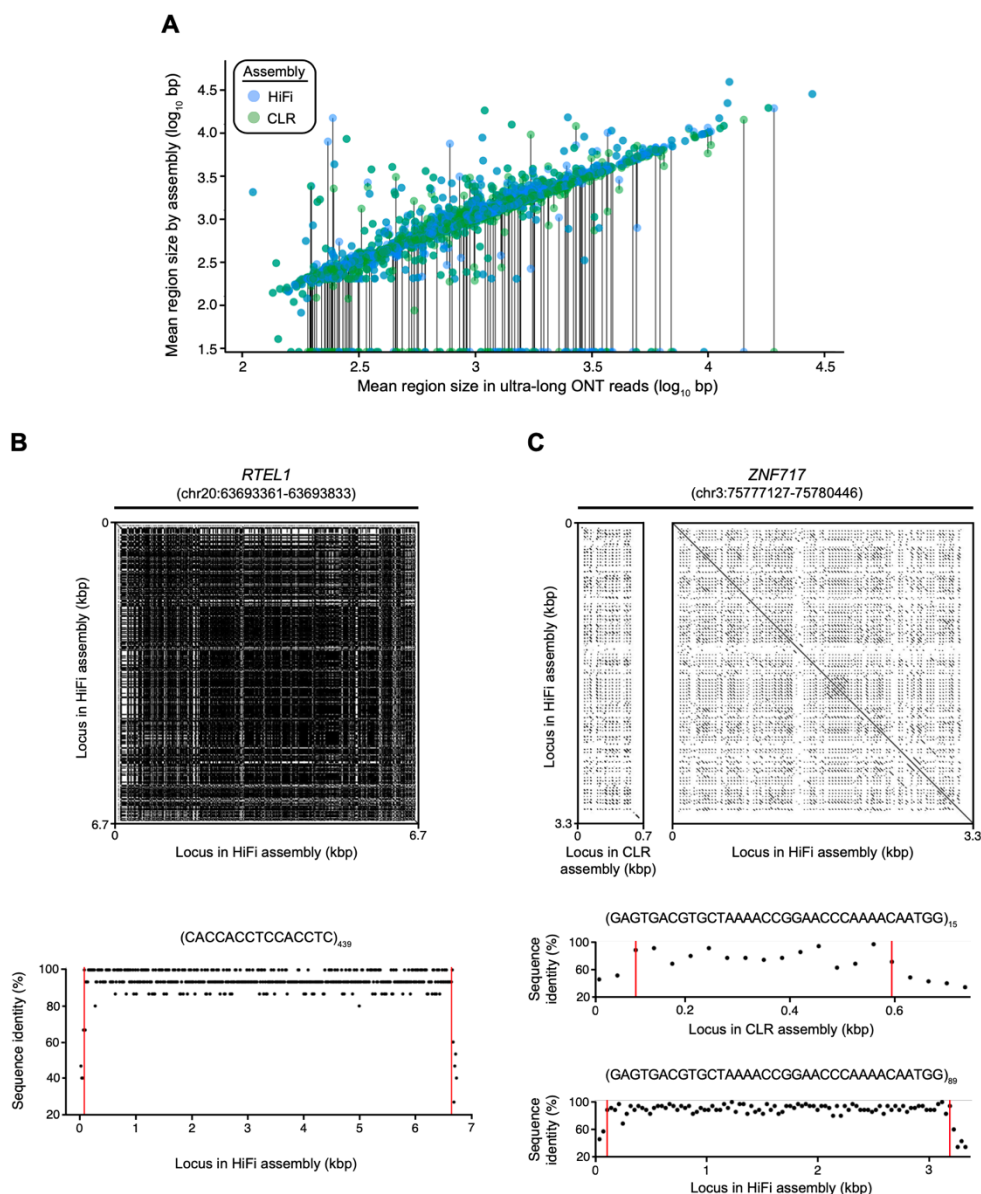 A
Assembly
HiFi
CLR
Mean region size by assembly (log10 bp)
4.5
4.0
3.5
3.0
2.5
2.0
1.5
2
2.5
3
3.5
4
4.5
Mean region size in ultra-long ONT reads (log10 bp)
B
RTEL1
(chr20:63693361-63693833)
0
Locus in HiFi assembly (kbp)
6.7
0
6.7
Locus in HiFi assembly (kbp)
(CACCACCTCCACCTC)439
Sequence identity (%)
100
80
60
40
20
0
1
2
3
4
5
6
7
Locus in HiFi assembly (kbp)
C
ZNF717
(chr3:75777127-75780446)
0
Locus in HiFi assembly (kbp)
3.3
0
0.7
Locus in CLR
assembly (kbp)
0
3.3
Locus in HiFi assembly (kbp)
(GAGTGACGTGCTAAAACCGGAACCCAAAACAATGG)15
Sequence
identity (%)
100
60
20
0
0.2
0.4
0.6
Locus in CLR assembly (kbp)
(GAGTGACGTGCTAAAACCGGAACCCAAAACAATGG)89
Sequence
identity (%)
100
60
20
0
1
2
3
Locus in HiFi assembly (kbp)